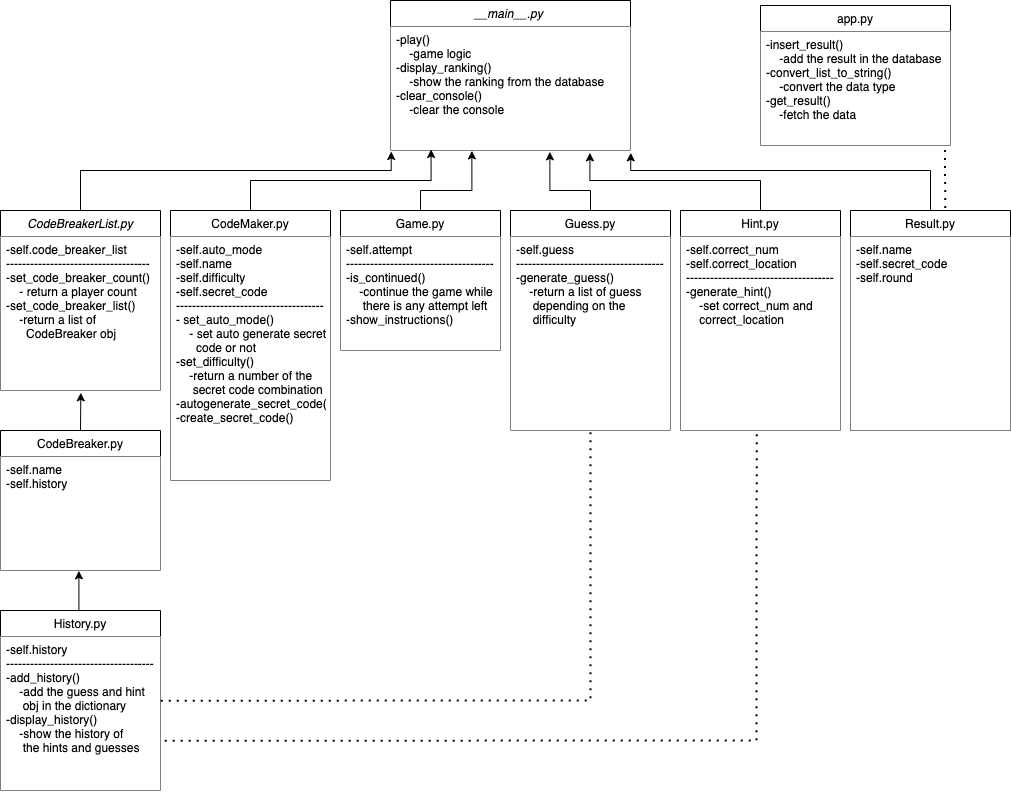 __main__.py
-play()
-game logic
-display_ranking()
-show the ranking from the database
-clear_console()
-clear the console
app.py
-insert_result()
-add the result in the database
-convert_list_to_string()
-convert the data type
-get_result()
-fetch the data
CodeBreakerList.py
-self.code_breaker_list
-set_code_breaker_count()
- return a player count
-set_code_breaker_list()
-return a list of
CodeBreaker obj
CodeMaker.py
-self.auto_mode
-self.name
-self.difficulty
-self.secret_code
- set_auto_mode()
- set auto generate secret
code or not
-set_difficulty()
-return a number of the
secret code combination
-autogenerate_secret_code(
-create_secret_code()
Game.py
-self.attempt
-is_continued()
-continue the game while
there is any attempt left
-show_instructions()
Guess.py
-self.guess
-generate_guess()
-return a list of guess
depending on the
difficulty
Hint.py
-self.correct_num
-self.correct_location
-generate_hint()
-set correct_num and
correct_location
Result.py
-self.name
-self.secret_code
-self.round
CodeBreaker.py
-self.name
-self.history
History.py
-self.history
-add_history()
-add the guess and hint
obj in the dictionary
-display_history()
-show the history of
the hints and guesses